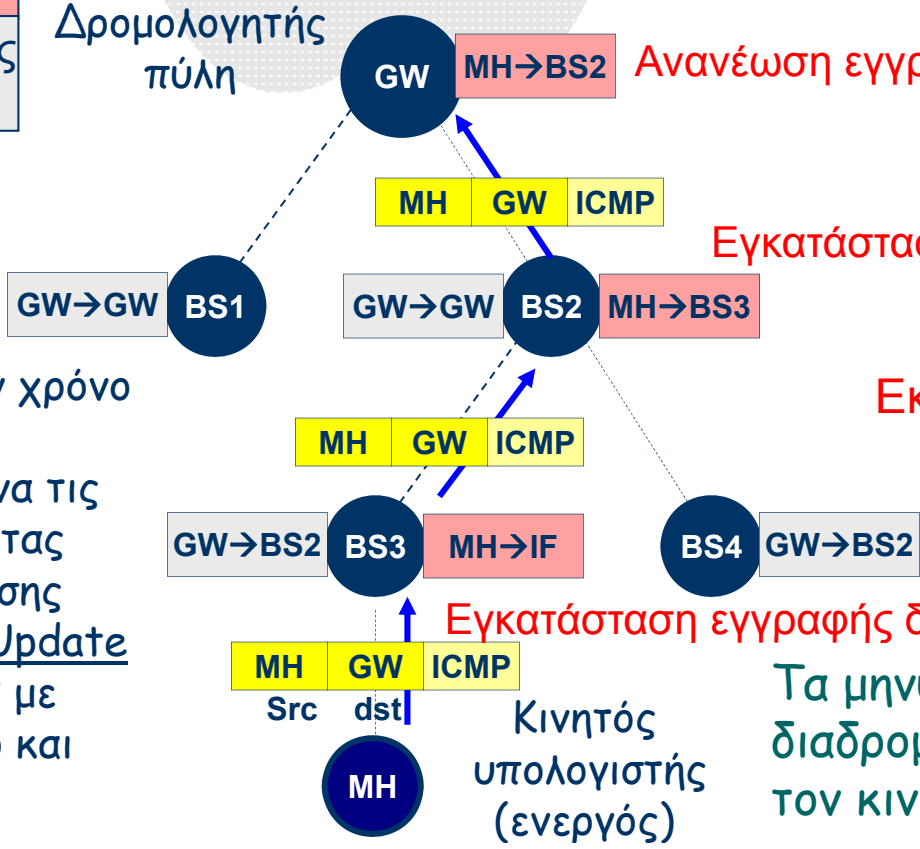 ς
Δρομολογητής
πύλη
GW
MH→BS2
Ανανέωση εγγρ
MH GW ICMP
Εγκατάστασ
GW→GW
BS1
GW→GW
BS2
MH→BS3
ν χρόνο
Εκ
MH GW ICMP
να τις
τας
σης
Update
με
και
GW→BS2
BS3
MH→IF
BS4
GW→BS2
Εγκατάσταση εγγραφής δ
MH GW ICMP
Src dst
Κινητός
υπολογιστής
(ενεργός)
MH
Τα μηνύ
διαδρομ
τον κιν